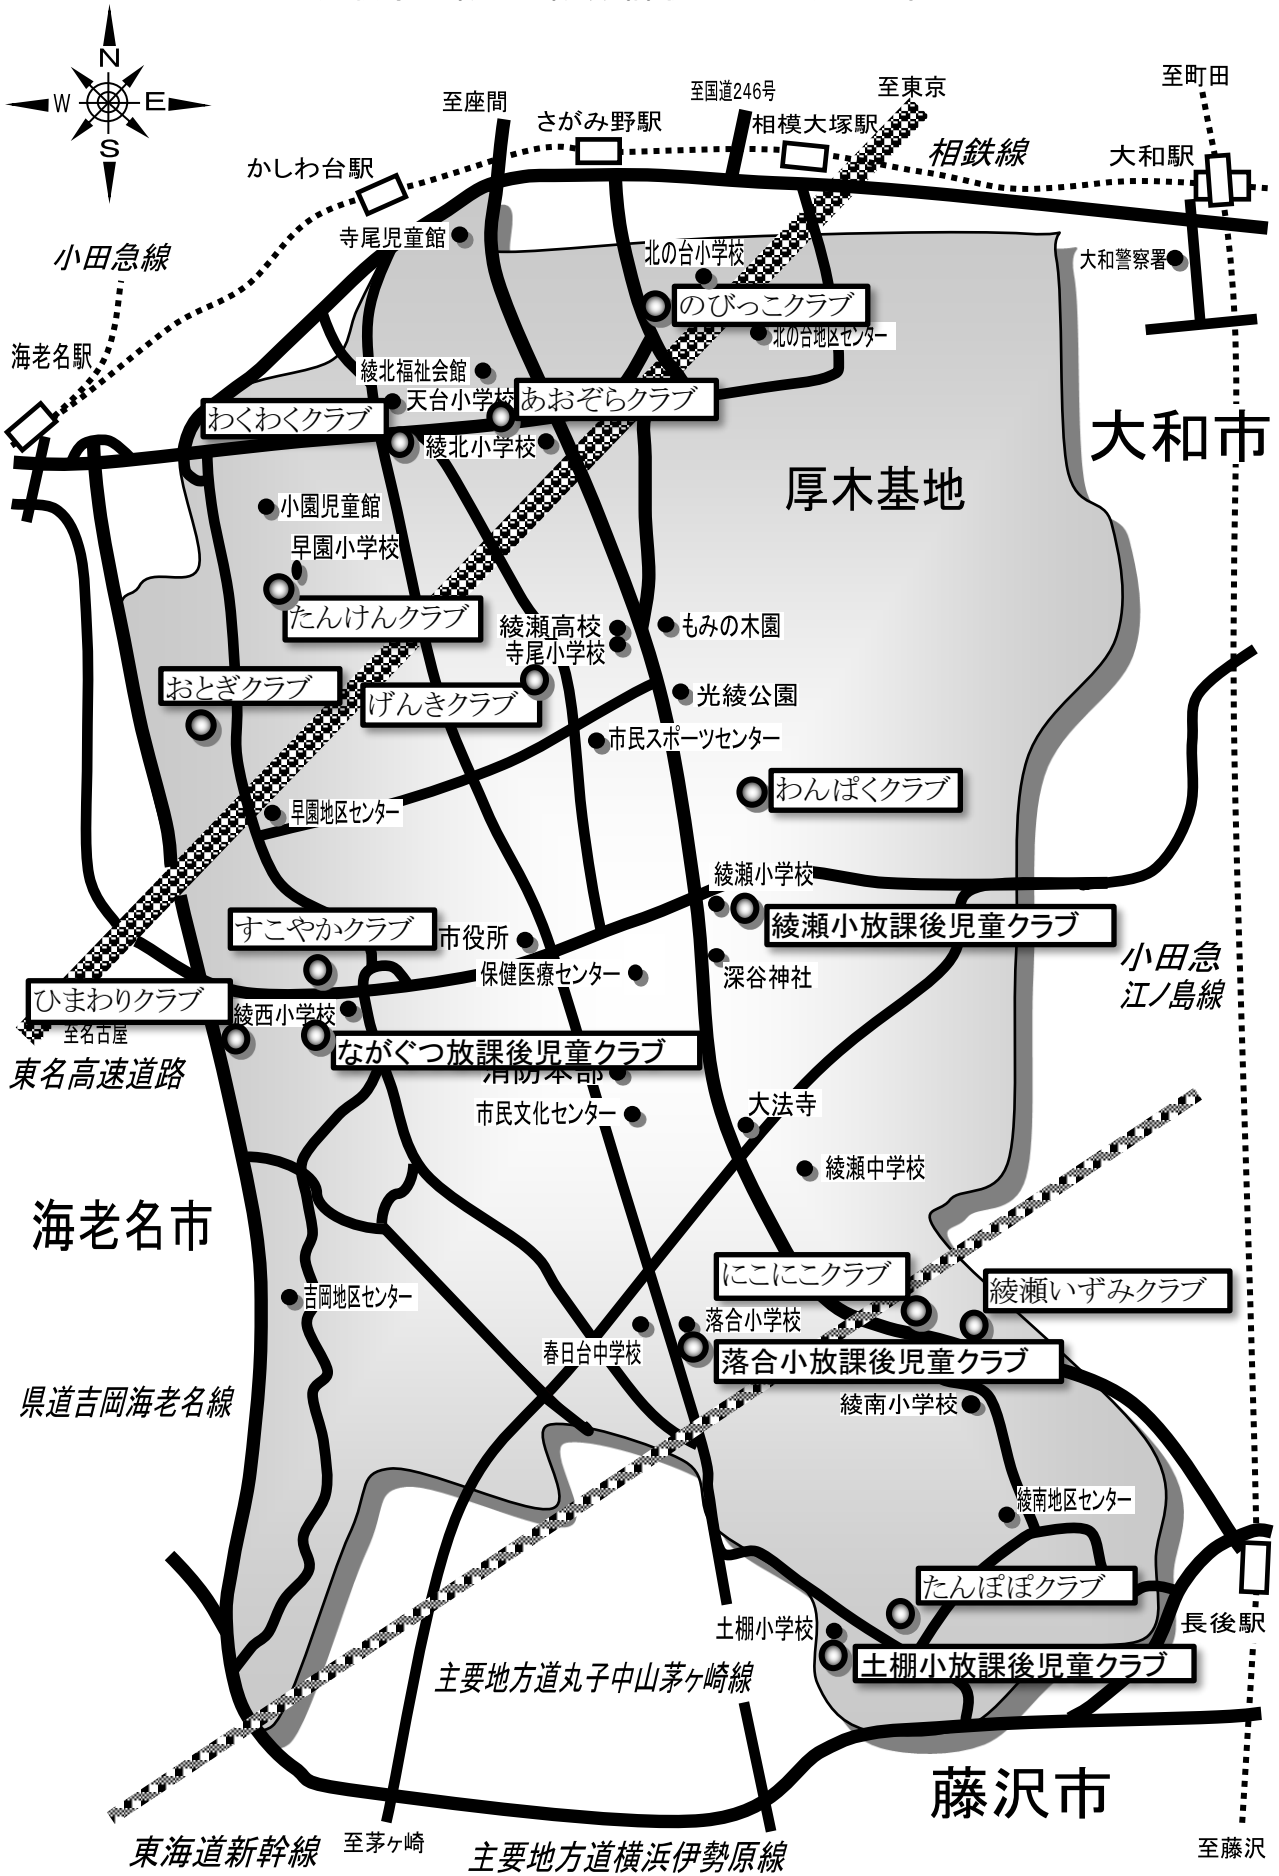 N
W
E
S
至座間
さがみ野駅
至国道246号
相模大塚駅
至東京
相鉄線
至町田
大和駅
かしわ台駅
小田急線
寺尾児童館
北の台小学校
のびっこクラブ
北の台地区センター
大和警察署
海老名駅
綾北福祉会館
天台小学校
あおぞらクラブ
わくわくクラブ
綾北小学校
大和市
厚木基地
小園児童館
早園小学校
たんけんクラブ
綾瀬高校
寺尾小学校
もみの木園
おとぎクラブ
げんきクラブ
光綾公園
市民スポーツセンター
わんぱくクラブ
早園地区センター
綾瀬小学校
綾瀬小放課後児童クラブ
すこやかクラブ
市役所
保健医療センター
深谷神社
小田急
江ノ島線
ひまわりクラブ
綾西小学校
至名古屋
東名高速道路
ながぐつ放課後児童クラブ
消防本部
市民文化センター
大法寺
綾瀬中学校
海老名市
にこにこクラブ
綾瀬いずみクラブ
吉岡地区センター
落合小学校
春日台中学校
落合小放課後児童クラブ
県道吉岡海老名線
綾南小学校
綾南地区センター
たんぽぽクラブ
土棚小学校
長後駅
土棚小放課後児童クラブ
主要地方道丸子中山茅ヶ崎線
藤沢市
東海道新幹線
至茅ヶ崎
主要地方道横浜伊勢原線
至藤沢